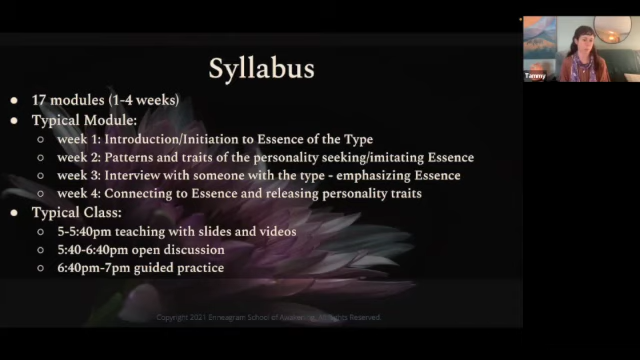 Syllabus
● 17 modules (1-4 weeks)
● Typical Module:
○ week 1: Introduction/Initiation to Essence of the Type
○ week 2: Patterns and traits of the personality seeking/imitating Essence
○ week 3: Interview with someone with the type - emphasizing Essence
○ week 4: Connecting to Essence and releasing personality traits
● Typical Class:
○ 5-5:40pm teaching with slides and videos
○ 5:40-6:40pm open discussion
○ 6:40pm-7pm guided practice
Copyright 2021 Enneagram School of Awakening, All Rights Reserved
Tammy